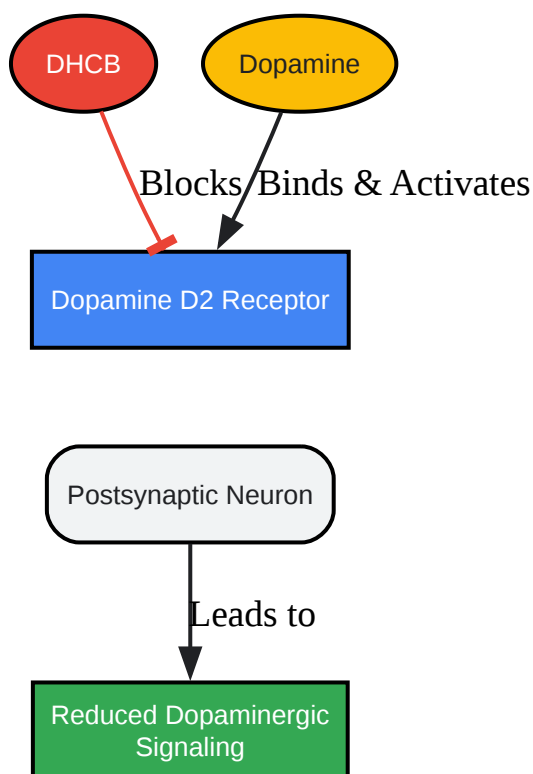 DHCB
Dopamine
Blocks
Binds & Activates
Dopamine D2 Receptor
Postsynaptic Neuron
Leads to
Reduced Dopaminergic
Signaling